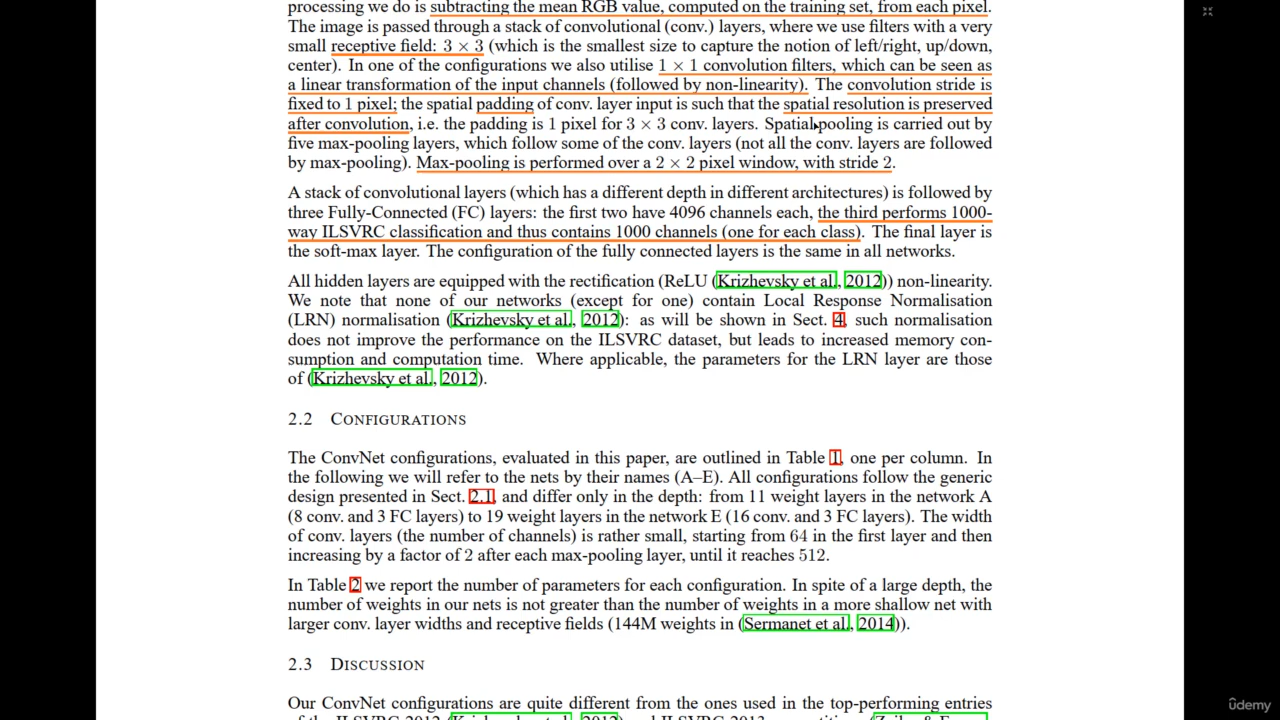 processing we do is subtracting the mean RGB value, computed on the training set, from each pixel.
The image is passed through a stack of convolutional (conv.) layers, where we use filters with a very
small receptive field: 3 × 3 (which is the smallest size to capture the notion of left/right, up/down,
center). In one of the configurations we also utilise 1 × 1 convolution filters, which can be seen as
a linear transformation of the input channels (followed by non-linearity). The convolution stride is
fixed to 1 pixel; the spatial padding of conv. layer input is such that the spatial resolution is preserved
after convolution, i.e. the padding is 1 pixel for 3 × 3 conv. layers. Spatial pooling is carried out by
five max-pooling layers, which follow some of the conv. layers (not all the conv. layers are followed
by max-pooling). Max-pooling is performed over a 2 × 2 pixel window, with stride 2.
A stack of convolutional layers (which has a different depth in different architectures) is followed by
three Fully-Connected (FC) layers: the first two have 4096 channels each, the third performs 1000-
way ILSVRC classification and thus contains 1000 channels (one for each class). The final layer is
the soft-max layer. The configuration of the fully connected layers is the same in all networks.
All hidden layers are equipped with the rectification (ReLU (Krizhevsky et al., 2012)) non-linearity.
We note that none of our networks (except for one) contain Local Response Normalisation
(LRN) normalisation (Krizhevsky et al., 2012): as will be shown in Sect. 4, such normalisation
does not improve the performance on the ILSVRC dataset, but leads to increased memory con-
sumption and computation time. Where applicable, the parameters for the LRN layer are those
of (Krizhevsky et al., 2012).
2.2 CONFIGURATIONS
The ConvNet configurations, evaluated in this paper, are outlined in Table 1, one per column. In
the following we will refer to the nets by their names (A–E). All configurations follow the generic
design presented in Sect. 2.1, and differ only in the depth: from 11 weight layers in the network A
(8 conv. and 3 FC layers) to 19 weight layers in the network E (16 conv. and 3 FC layers). The width
of conv. layers (the number of channels) is rather small, starting from 64 in the first layer and then
increasing by a factor of 2 after each max-pooling layer, until it reaches 512.
In Table 2 we report the number of parameters for each configuration. In spite of a large depth, the
number of weights in our nets is not greater than the number of weights in a more shallow net with
larger conv. layer widths and receptive fields (144M weights in (Sermanet et al., 2014)).
2.3 DISCUSSION
Our ConvNet configurations are quite different from the ones used in the top-performing entries
of the ILSVRC-2012 (Krizhevsky et al., 2012) and ILSVRC-2013
ûdemy